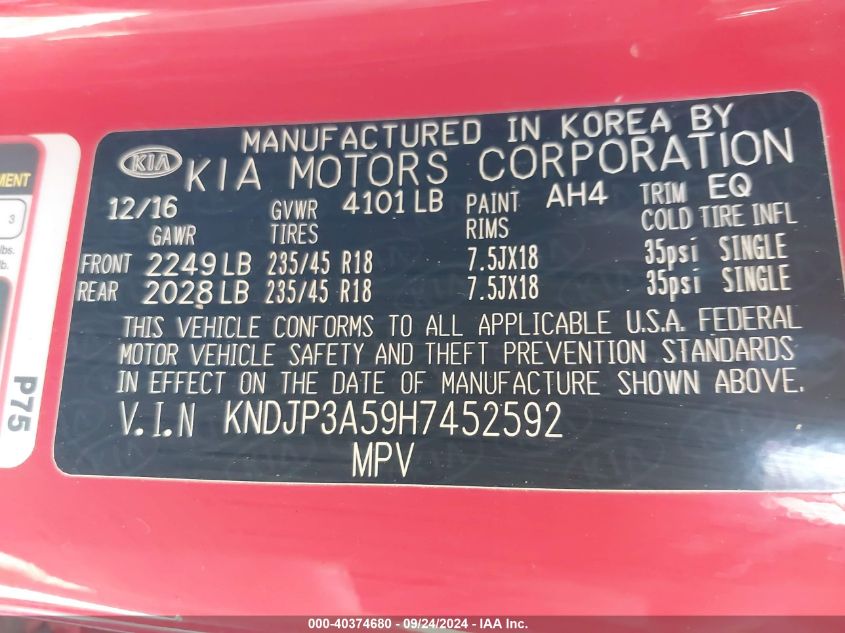 MANUFACTURED IN KOREA BY
KIA KIA MOTORS CORPORATION
12/16 GVWR 4101 LB PAINT AH4 TRIM EQ
GAWR TIRES RIMS COLD TIRE INFL
FRONT 2249 LB 235/45 R18 7.5JX18 35psi SINGLE
REAR 2028 LB 235/45 R18 7.5JX18 35psi SINGLE
THIS VEHICLE CONFORMS TO ALL APPLICABLE U.S.A. FEDERAL
MOTOR VEHICLE SAFETY AND THEFT PREVENTION STANDARDS
IN EFFECT ON THE DATE OF MANUFACTURE SHOWN ABOVE.
V.I.N KNDJP3A59H7452592
MPV
3
lbs.
lb.
P75
000-40374680 - 09/24/2024 - IAA Inc.